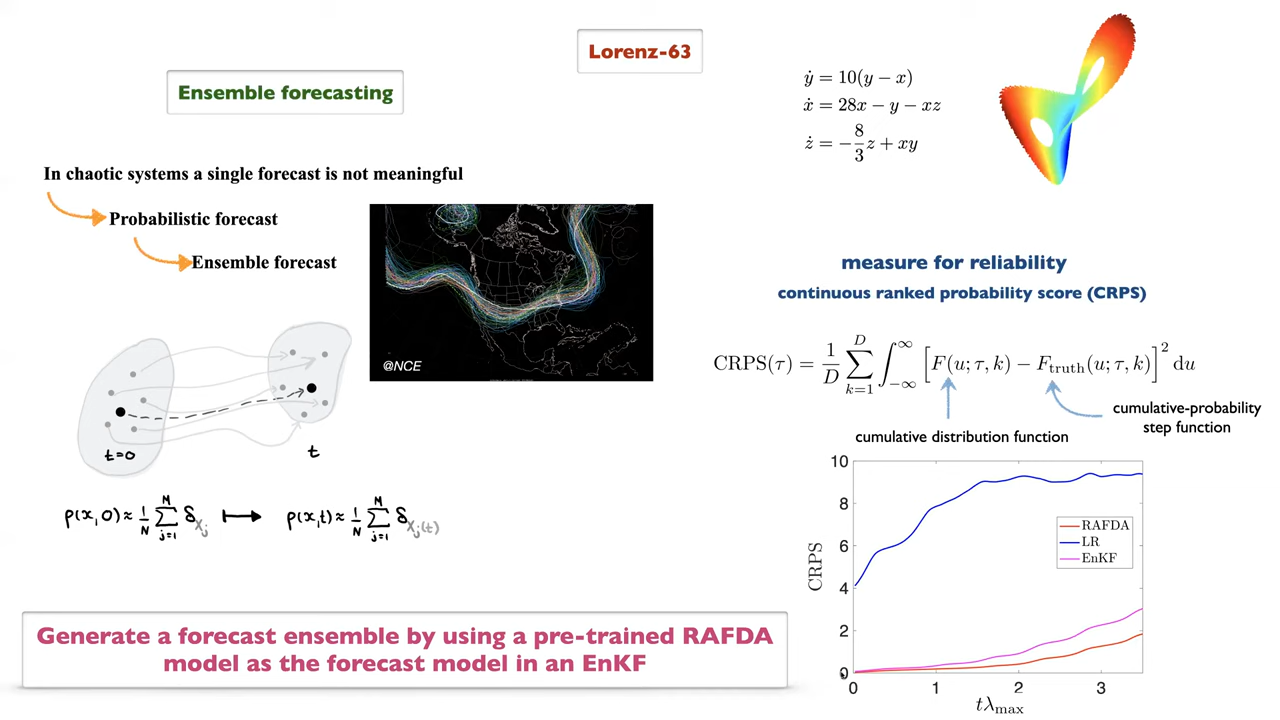 Lorenz-63
Ensemble forecasting
ẏ = 10(y − x)
ẋ = 28x − y − xz
ż = −8/3 z + xy
In chaotic systems a single forecast is not meaningful
Probabilistic forecast
Ensemble forecast
@NCE
t=0
t
p(x,0) ≈ 1/N ∑_{j=1}^{M} δ_{x_j} ↦ p(x,t) ≈ 1/N ∑_{j=1}^{M} δ_{x_j(t)}
measure for reliability
continuous ranked probability score (CRPS)
CRPS(τ) = 1/D ∑_{k=1}^{D} ∫_{−∞}^{∞} [F(u; τ, k) − F_truth(u; τ, k)]² du
cumulative distribution function
cumulative-probability
step function
10
8
6
4
2
0
CRPS
RAFDA
LR
EnKF
0 1 2 3
tλ_max
Generate a forecast ensemble by using a pre-trained RAFDA
model as the forecast model in an EnKF